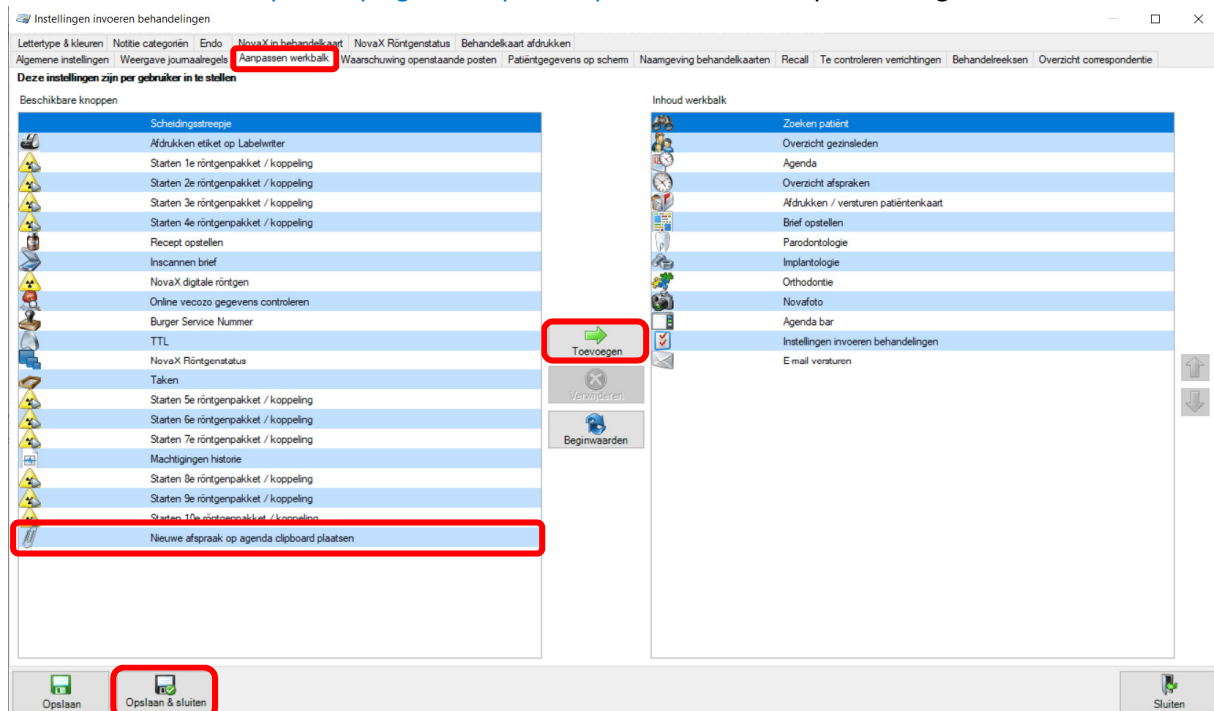 Instellingen invoeren behandelingen
Lettertype & kleuren Notitie categoriën Endo NovaX in behandelkaart NovaX Röntgenstatus Behandelkaart afdrukken
Algemene instellingen Weergave journaalregels Aanpassen werkbalk Waarschuwing openstaande posten Patiëntgegevens op scherm Naamgeving behandelkaarten Recall Te controleren verrichtingen Behandelreeksen Overzicht correspondentie
Deze instellingen zijn per gebruiker in te stellen
Beschikbare knoppen
Scheidingsstreepje
Afdrukken etiket op Labelwriter
Starten 1e röntgenpakket / koppeling
Starten 2e röntgenpakket / koppeling
Starten 3e röntgenpakket / koppeling
Starten 4e röntgenpakket / koppeling
Recept opstellen
Inscannen brief
NovaX digitale röntgen
Online vecozo gegevens controleren
Burger Service Nummer
TTL
NovaX Röntgenstatus
Taken
Starten 5e röntgenpakket / koppeling
Starten 6e röntgenpakket / koppeling
Starten 7e röntgenpakket / koppeling
Machtigingen historie
Starten 8e röntgenpakket / koppeling
Starten 9e röntgenpakket / koppeling
Starten 10e röntgenpakket / koppeling
Nieuwe afspraak op agenda clipboard plaatsen
Toevoegen
Verwijderen
Beginwaarden
Inhoud werkbalk
Zoeken patiënt
Overzicht gezinsleden
Agenda
Overzicht afspraken
Afdrukken / versturen patiëntenkaart
Brief opstellen
Parodontologie
Implantologie
Orthodontie
Novafoto
Agenda bar
Instellingen invoeren behandelingen
E-mail versturen
Opslaan
Opslaan & sluiten
Sluiten